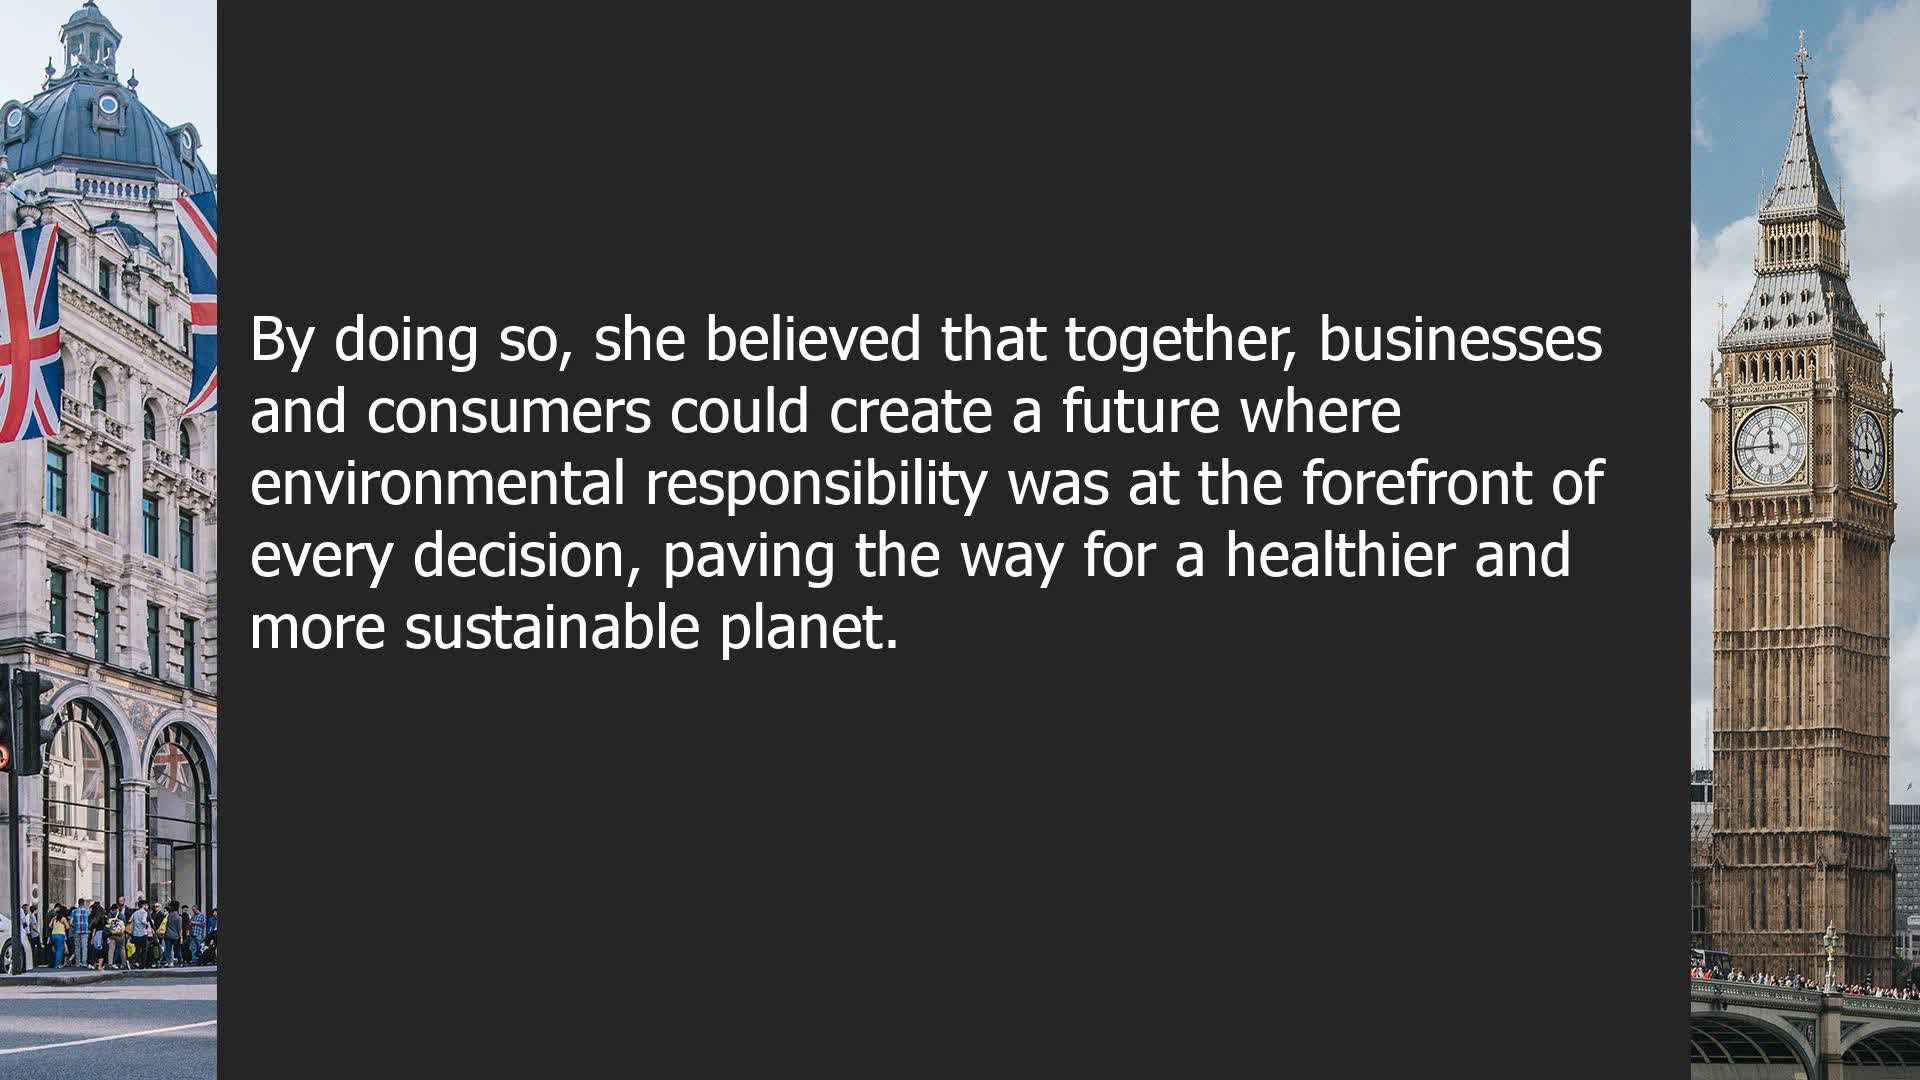 By doing so, she believed that together, businesses
and consumers could create a future where
environmental responsibility was at the forefront of
every decision, paving the way for a healthier and
more sustainable planet.